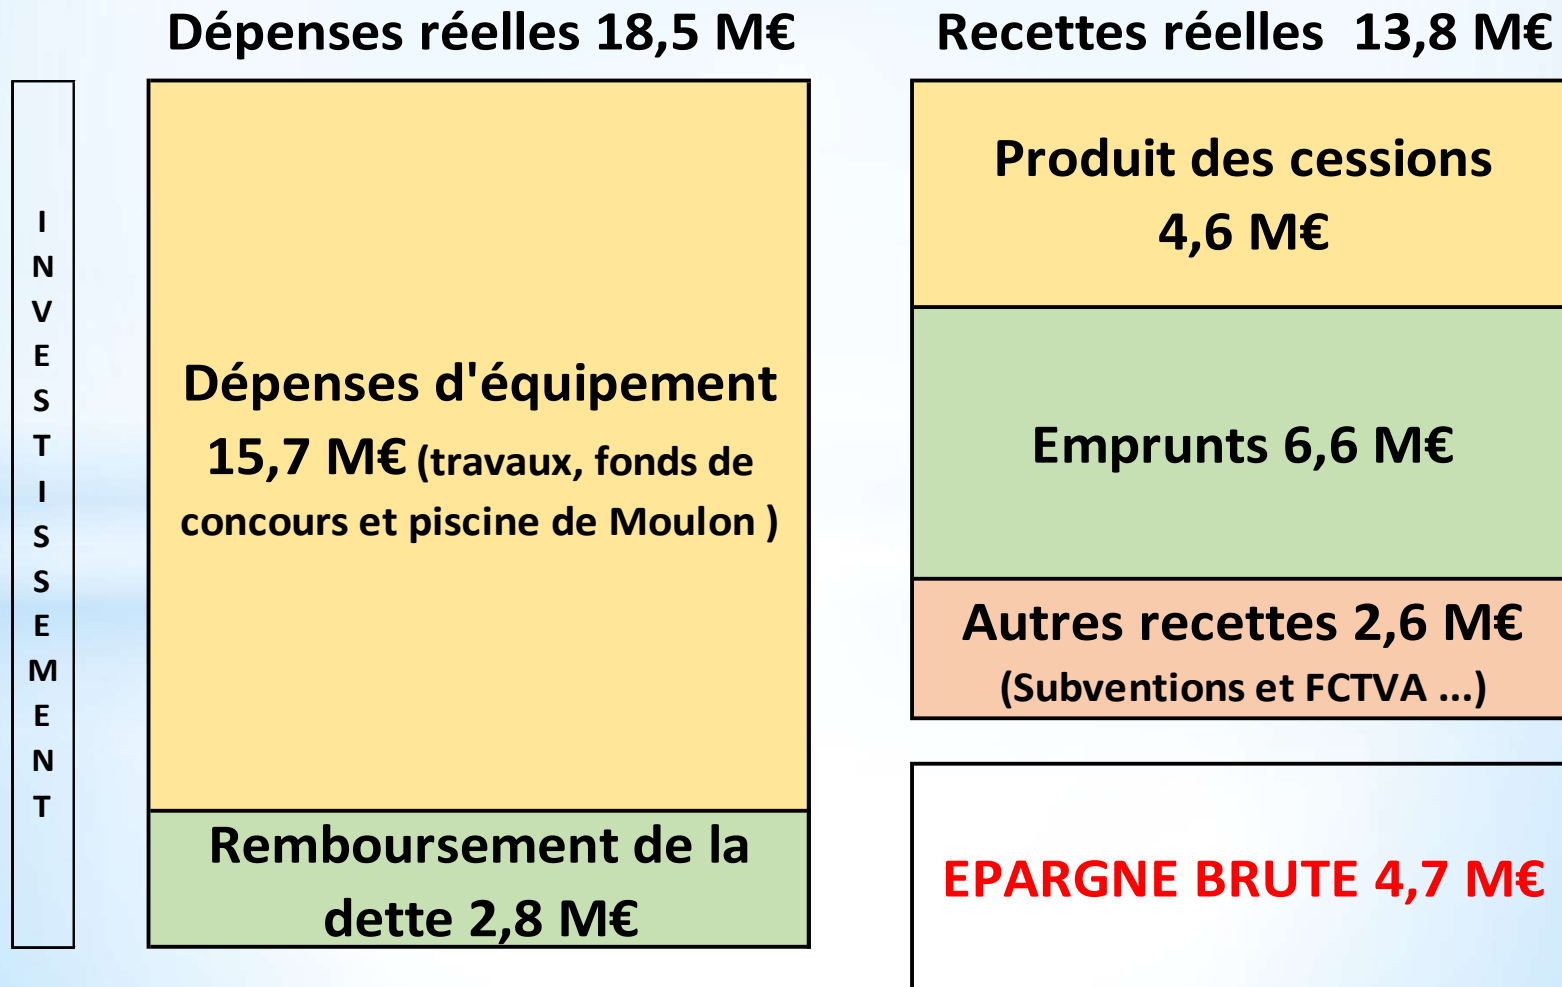 Dépenses réelles 18,5 M€
Recettes réelles 13,8 M€
INVESTISSEMENT
Dépenses d'équipement
15,7 M€ (travaux, fonds de
concours et piscine de Moulon )
Remboursement de la
dette 2,8 M€
Produit des cessions
4,6 M€
Emprunts 6,6 M€
Autres recettes 2,6 M€
(Subventions et FCTVA ...)
EPARGNE BRUTE 4,7 M€